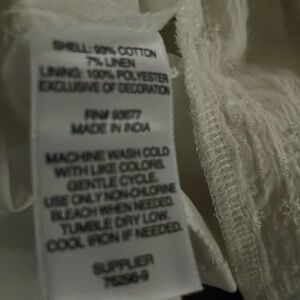 SHELL: 93% COTTON
7% LINEN
LINING: 100% POLYESTER
EXCLUSIVE OF DECORATION
RN# 93677
MADE IN INDIA
MACHINE WASH COLD
WITH LIKE COLORS.
GENTLE CYCLE.
USE ONLY NON-CHLORINE
BLEACH WHEN NEEDED.
TUMBLE DRY LOW.
COOL IRON IF NEEDED.
SUPPLIER
76296-9